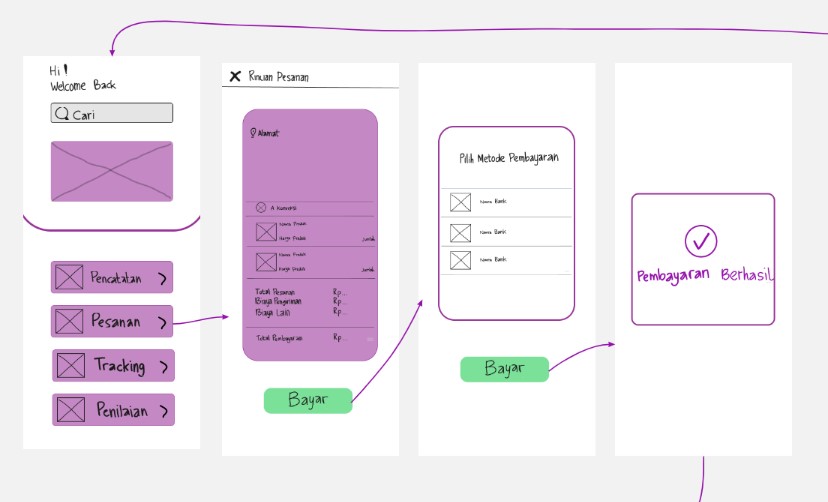 Hi!
Welcome Back
Cari
Pencatatan
Pesanan
Tracking
Penilaian
Rincian Pesanan
Alamat
A Konveksi
Nama Produk
Harga Produk
Jumlah
Nama Produk
Harga Produk
Jumlah
Total Pesanan Rp...
Biaya Pengiriman Rp...
Biaya Lain Rp...
Total Pembayaran Rp...
Bayar
Pilih Metode Pembayaran
Nama Bank
Nama Bank
Nama Bank
Bayar
Pembayaran Berhasil